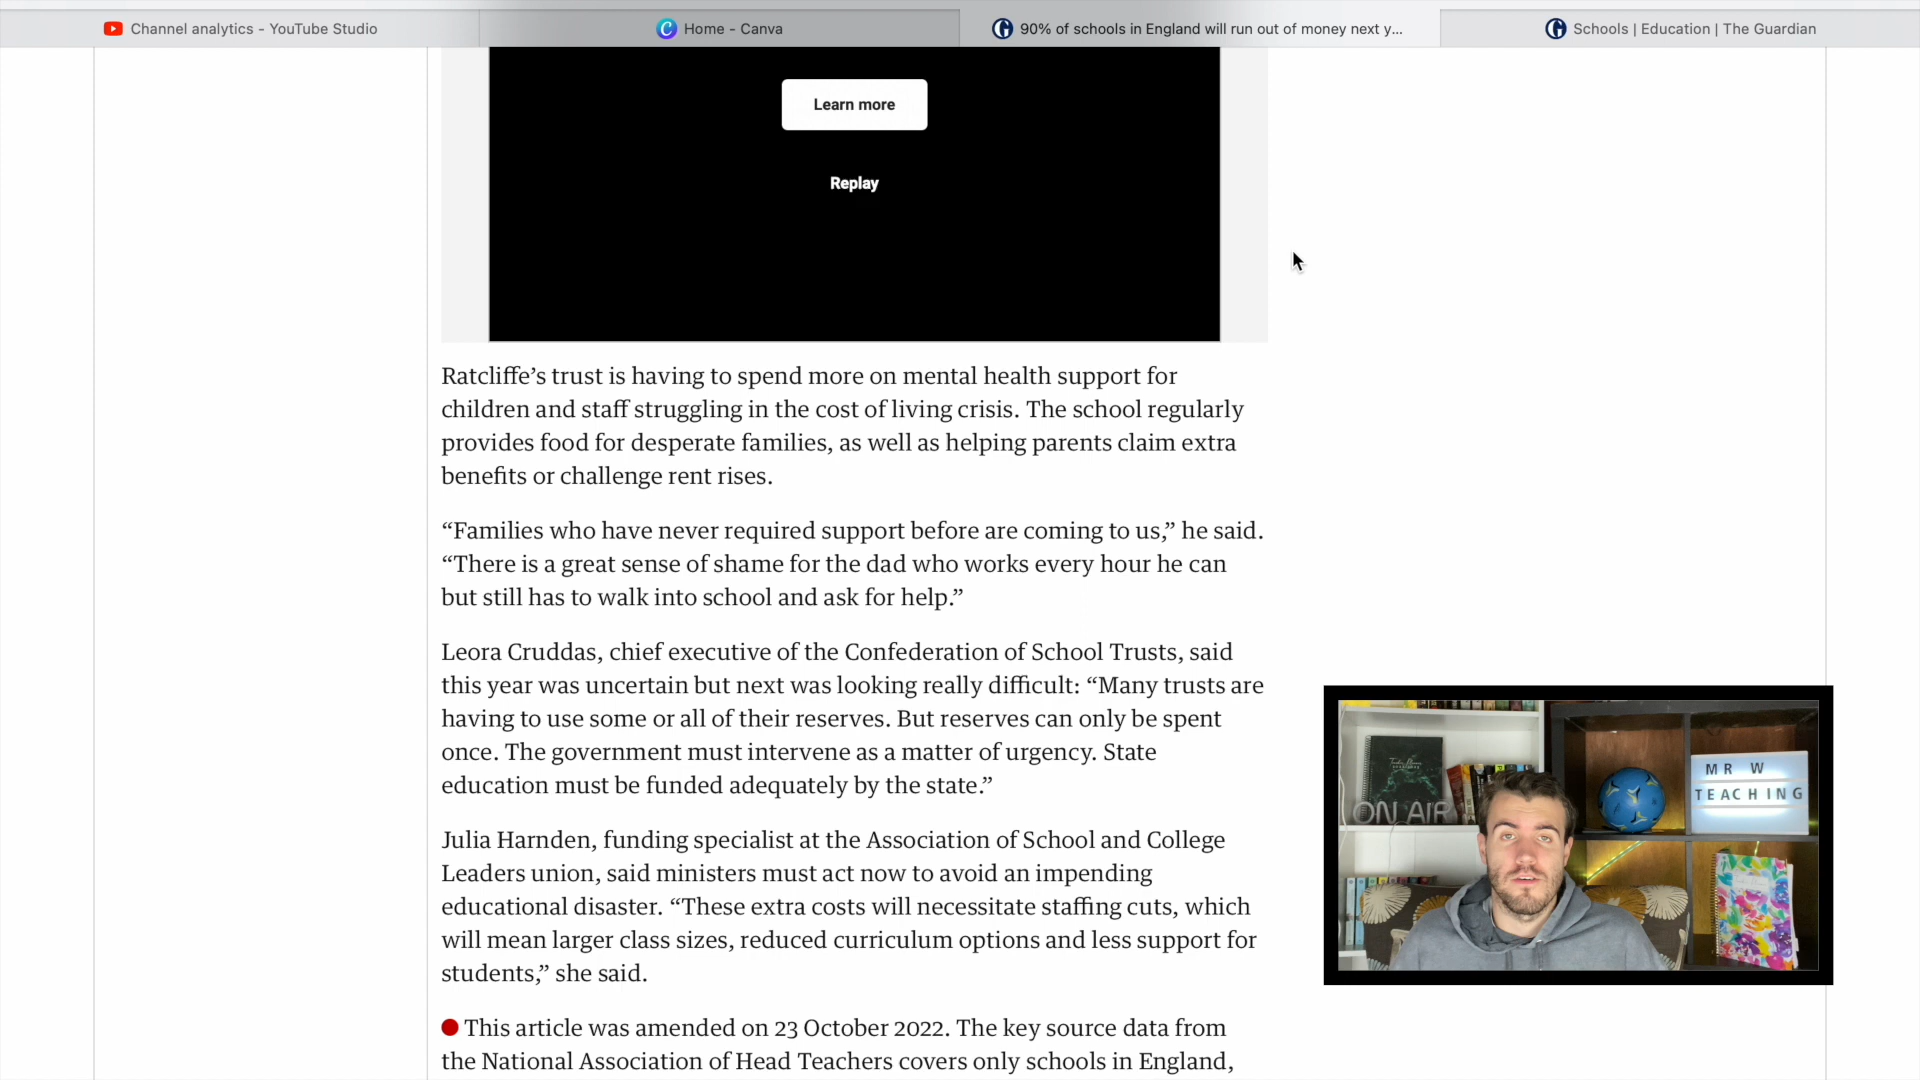 Channel analytics - YouTube Studio
Home - Canva
90% of schools in England will run out of money next y...
Schools | Education | The Guardian
Learn more
Replay
Ratcliffe’s trust is having to spend more on mental health support for
children and staff struggling in the cost of living crisis. The school regularly
provides food for desperate families, as well as helping parents claim extra
benefits or challenge rent rises.
“Families who have never required support before are coming to us,” he said.
“There is a great sense of shame for the dad who works every hour he can
but still has to walk into school and ask for help.”
Leora Cruddas, chief executive of the Confederation of School Trusts, said
this year was uncertain but next was looking really difficult: “Many trusts are
having to use some or all of their reserves. But reserves can only be spent
once. The government must intervene as a matter of urgency. State
education must be funded adequately by the state.”
Julia Harnden, funding specialist at the Association of School and College
Leaders union, said ministers must act now to avoid an impending
educational disaster. “These extra costs will necessitate staffing cuts, which
will mean larger class sizes, reduced curriculum options and less support for
students,” she said.
This article was amended on 23 October 2022. The key source data from
the National Association of Head Teachers covers only schools in England,
ON AIR
MR W
TEACHING